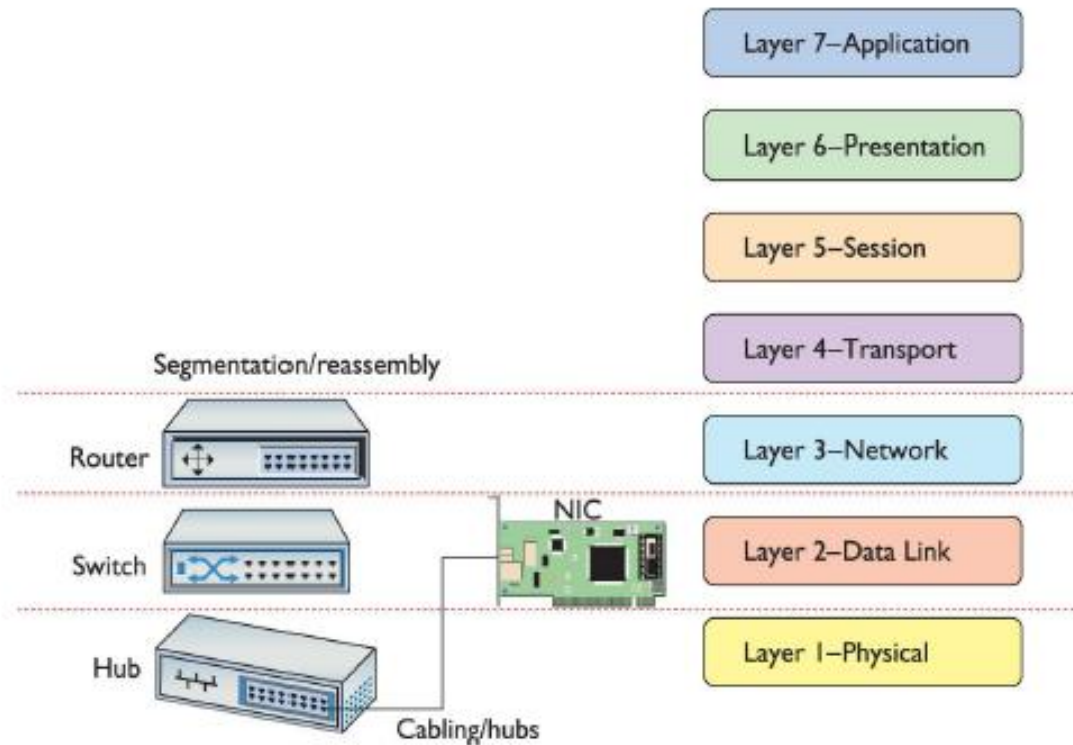 Layer 7–Application
Layer 6–Presentation
Layer 5–Session
Layer 4–Transport
Segmentation/reassembly
Router
Layer 3–Network
NIC
Switch
Layer 2–Data Link
Hub
Layer 1–Physical
Cabling/hubs